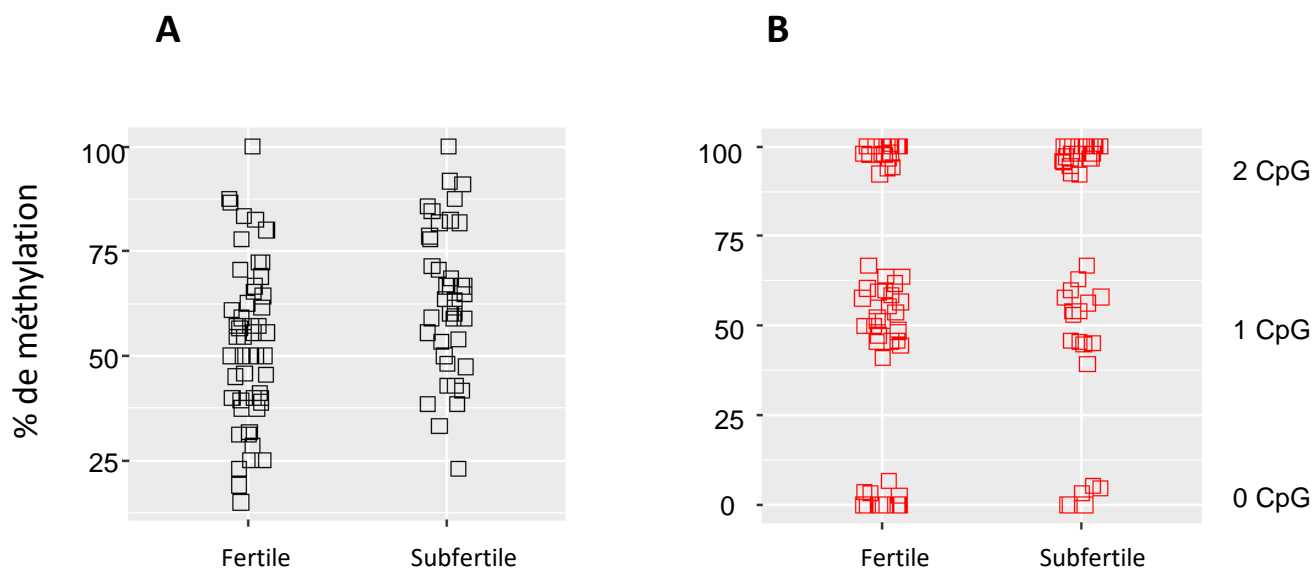 A
B
% de méthylation
100
75
50
25
Fertile
Subfertile
100
75
50
25
0
Fertile
Subfertile
2 CpG
1 CpG
0 CpG